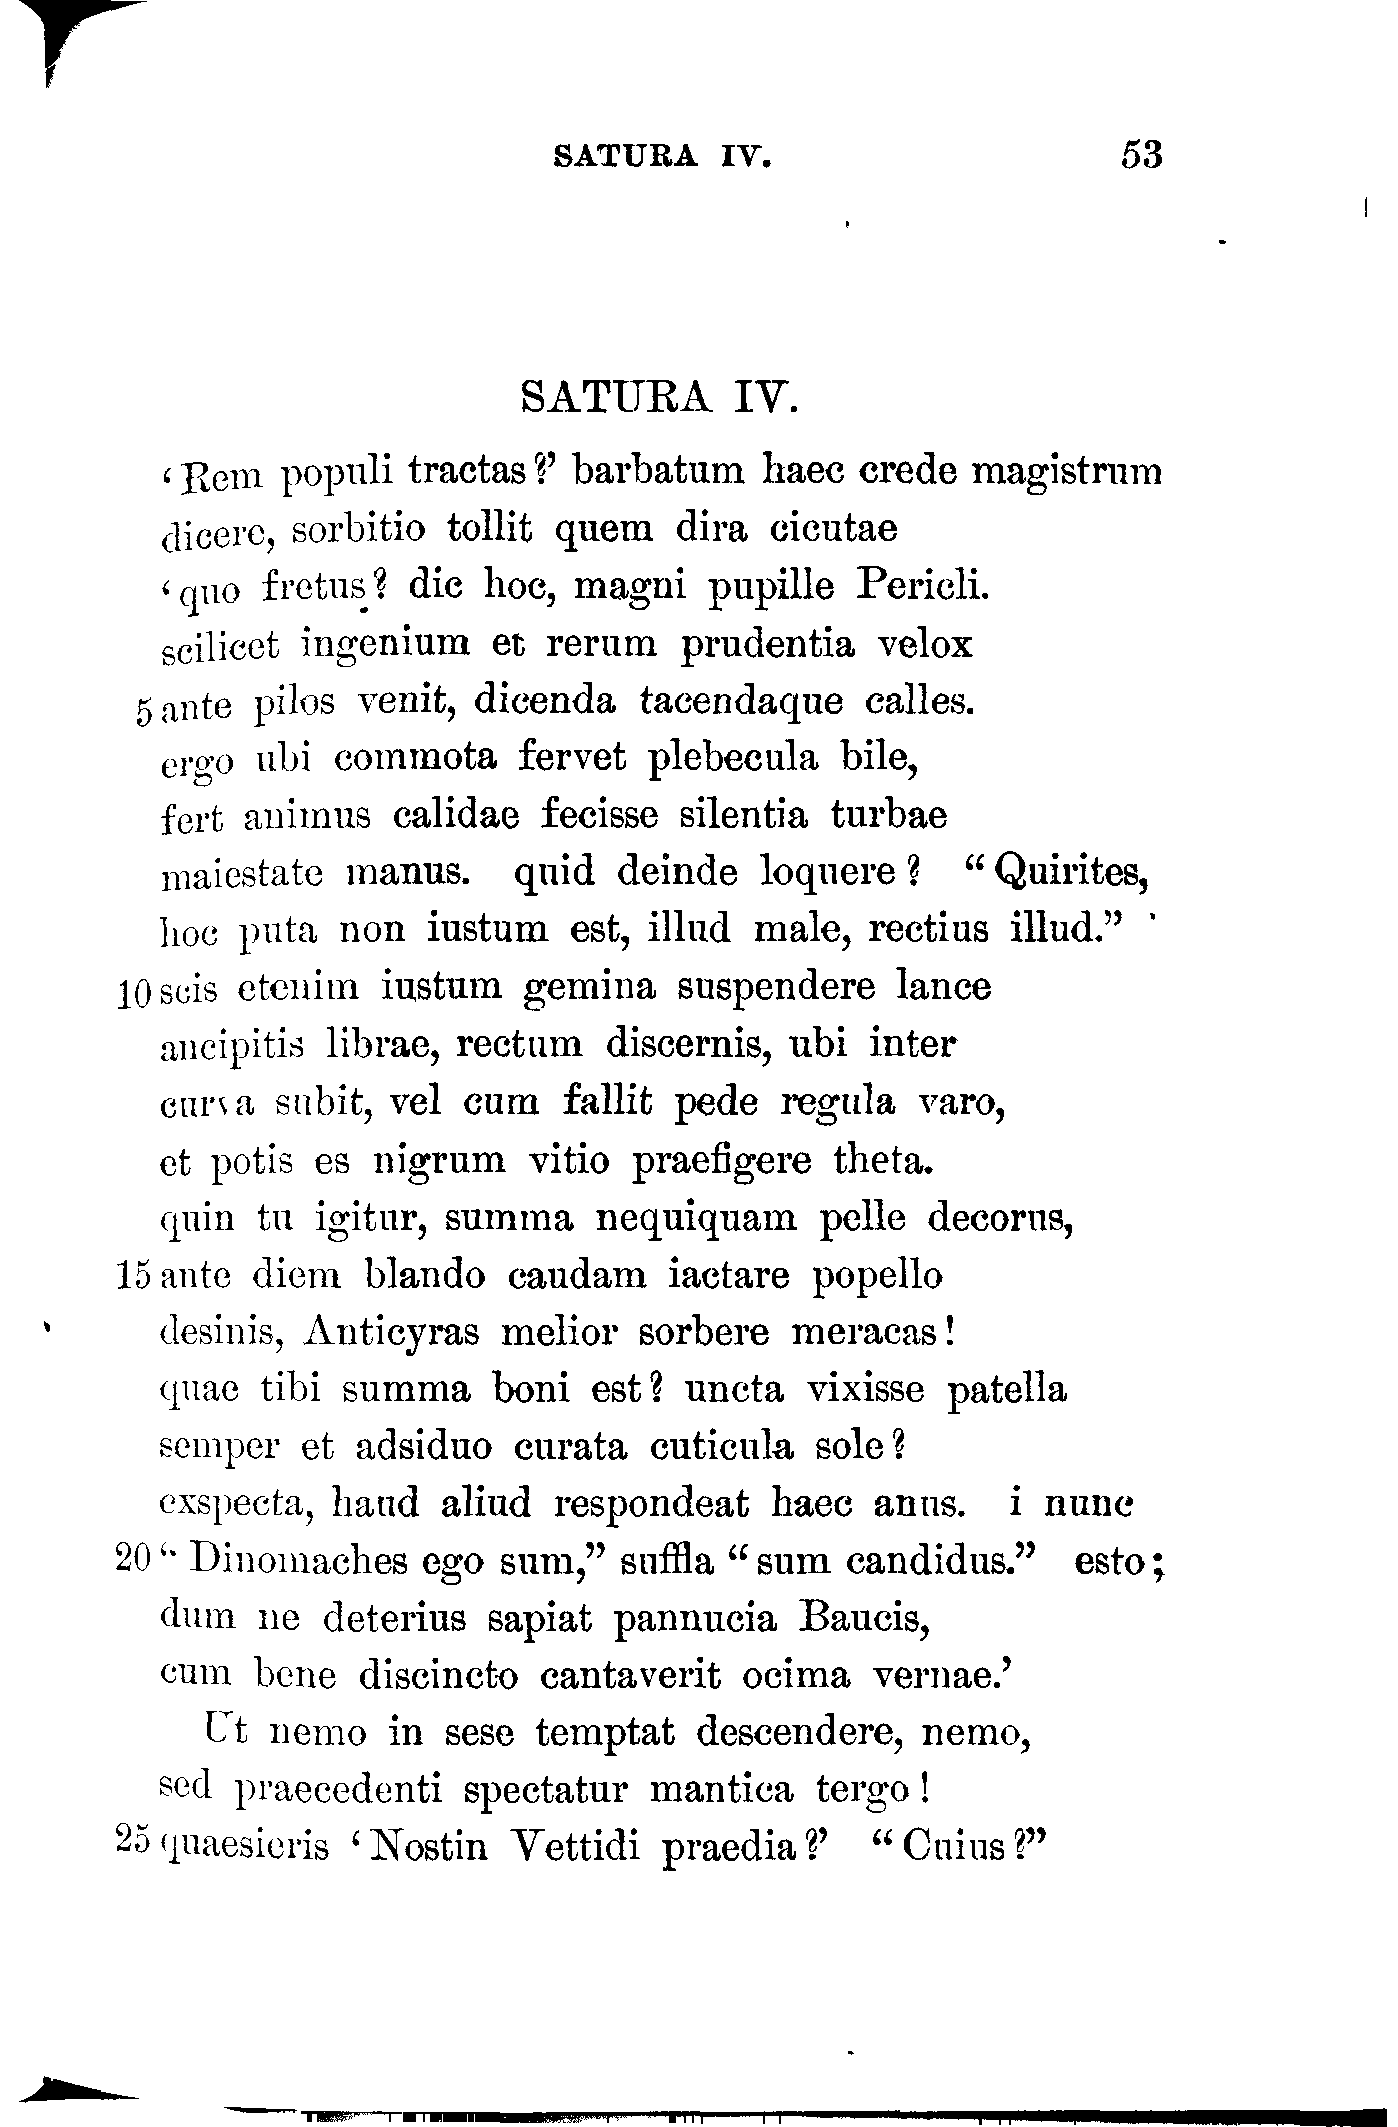 SATURA IV. 53
SATURA IV.
‘Rem populi tractas?’ barbatum haec crede magistrum
dicere, sorbitio tollit quem dira cicutae
‘quo fretus? dic hoc, magni pupille Pericli.
scilicet ingenium et rerum prudentia velox
5 ante pilos venit, dicenda tacendaque calles.
ergo ubi commota fervet plebecula bile,
fert animus calidae fecisse silentia turbae
maiestate manus. quid deinde loquere? “Quirites,
hoc puta non iustum est, illud male, rectius illud.”
10 scis etenim iustum gemina suspendere lance
ancipitis librae, rectum discernis, ubi inter
curva subit, vel cum fallit pede regula varo,
et potis es nigrum vitio praefigere theta.
quin tu igitur, summa nequiquam pelle decorus,
15 ante diem blando caudam iactare popello
desinis, Anticyras melior sorbere meracas!
quae tibi summa boni est? uncta vixisse patella
semper et adsiduo curata cuticula sole?
exspecta, haud aliud respondeat haec anus. i nunc
20 “Dinomaches ego sum,” suffla “sum candidus.” esto;
dum ne deterius sapiat pannucia Baucis,
cum bene discincto cantaverit ocima vernae.’
Ut nemo in sese temptat descendere, nemo,
sed praecedenti spectatur mantica tergo!
25 quaesieris ‘Nostin Vettidi praedia?’ “Cuius?”